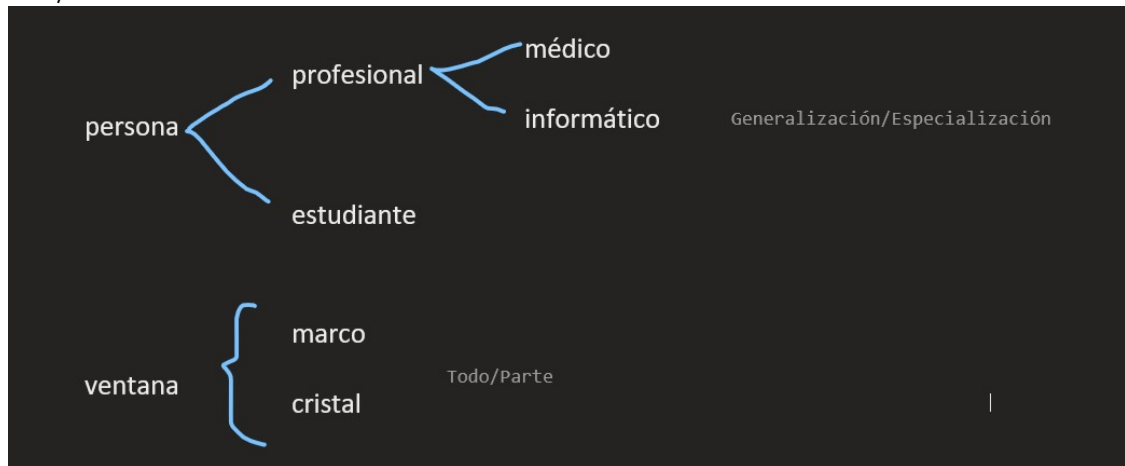 médico
profesional
informático
Generalización/Especialización
persona
estudiante
marco
Todo/Parte
ventana
cristal